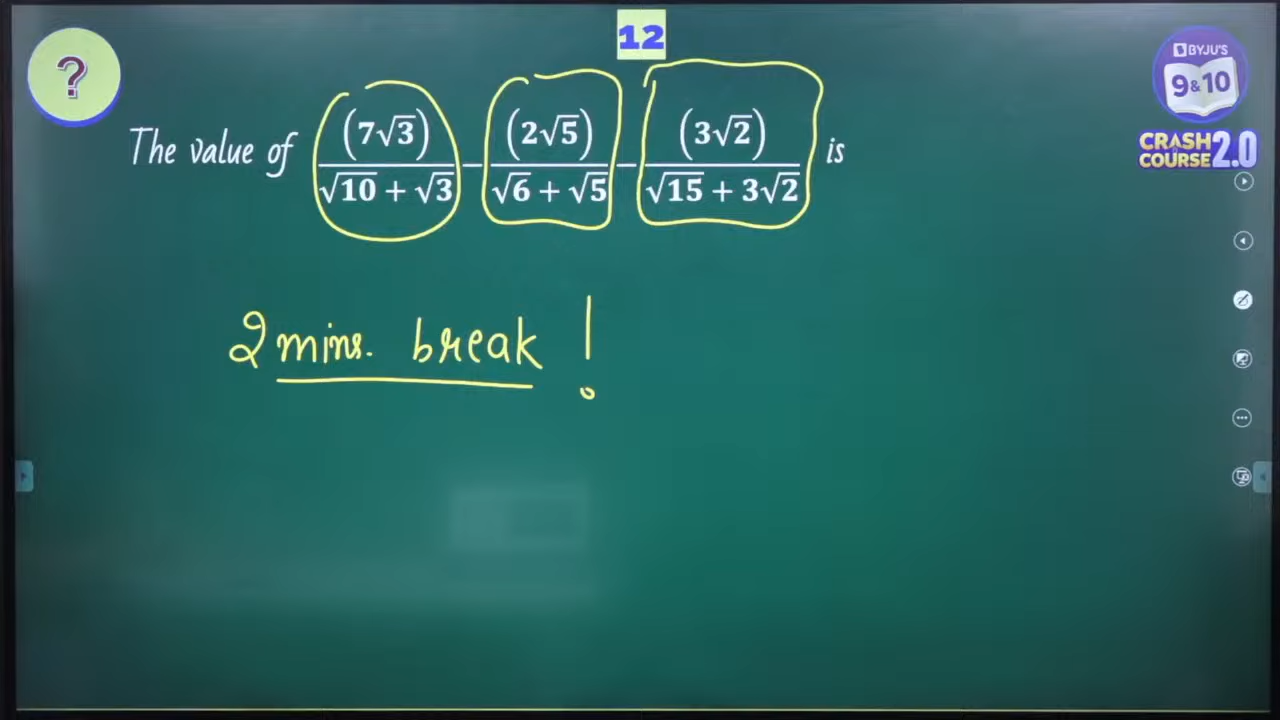 12
?
BYJU'S
9&10
CRASH COURSE 2.0
The value of (7√3)/(√10 + √3) − (2√5)/(√6 + √5) − (3√2)/(√15 + 3√2) is
2 mins. break !